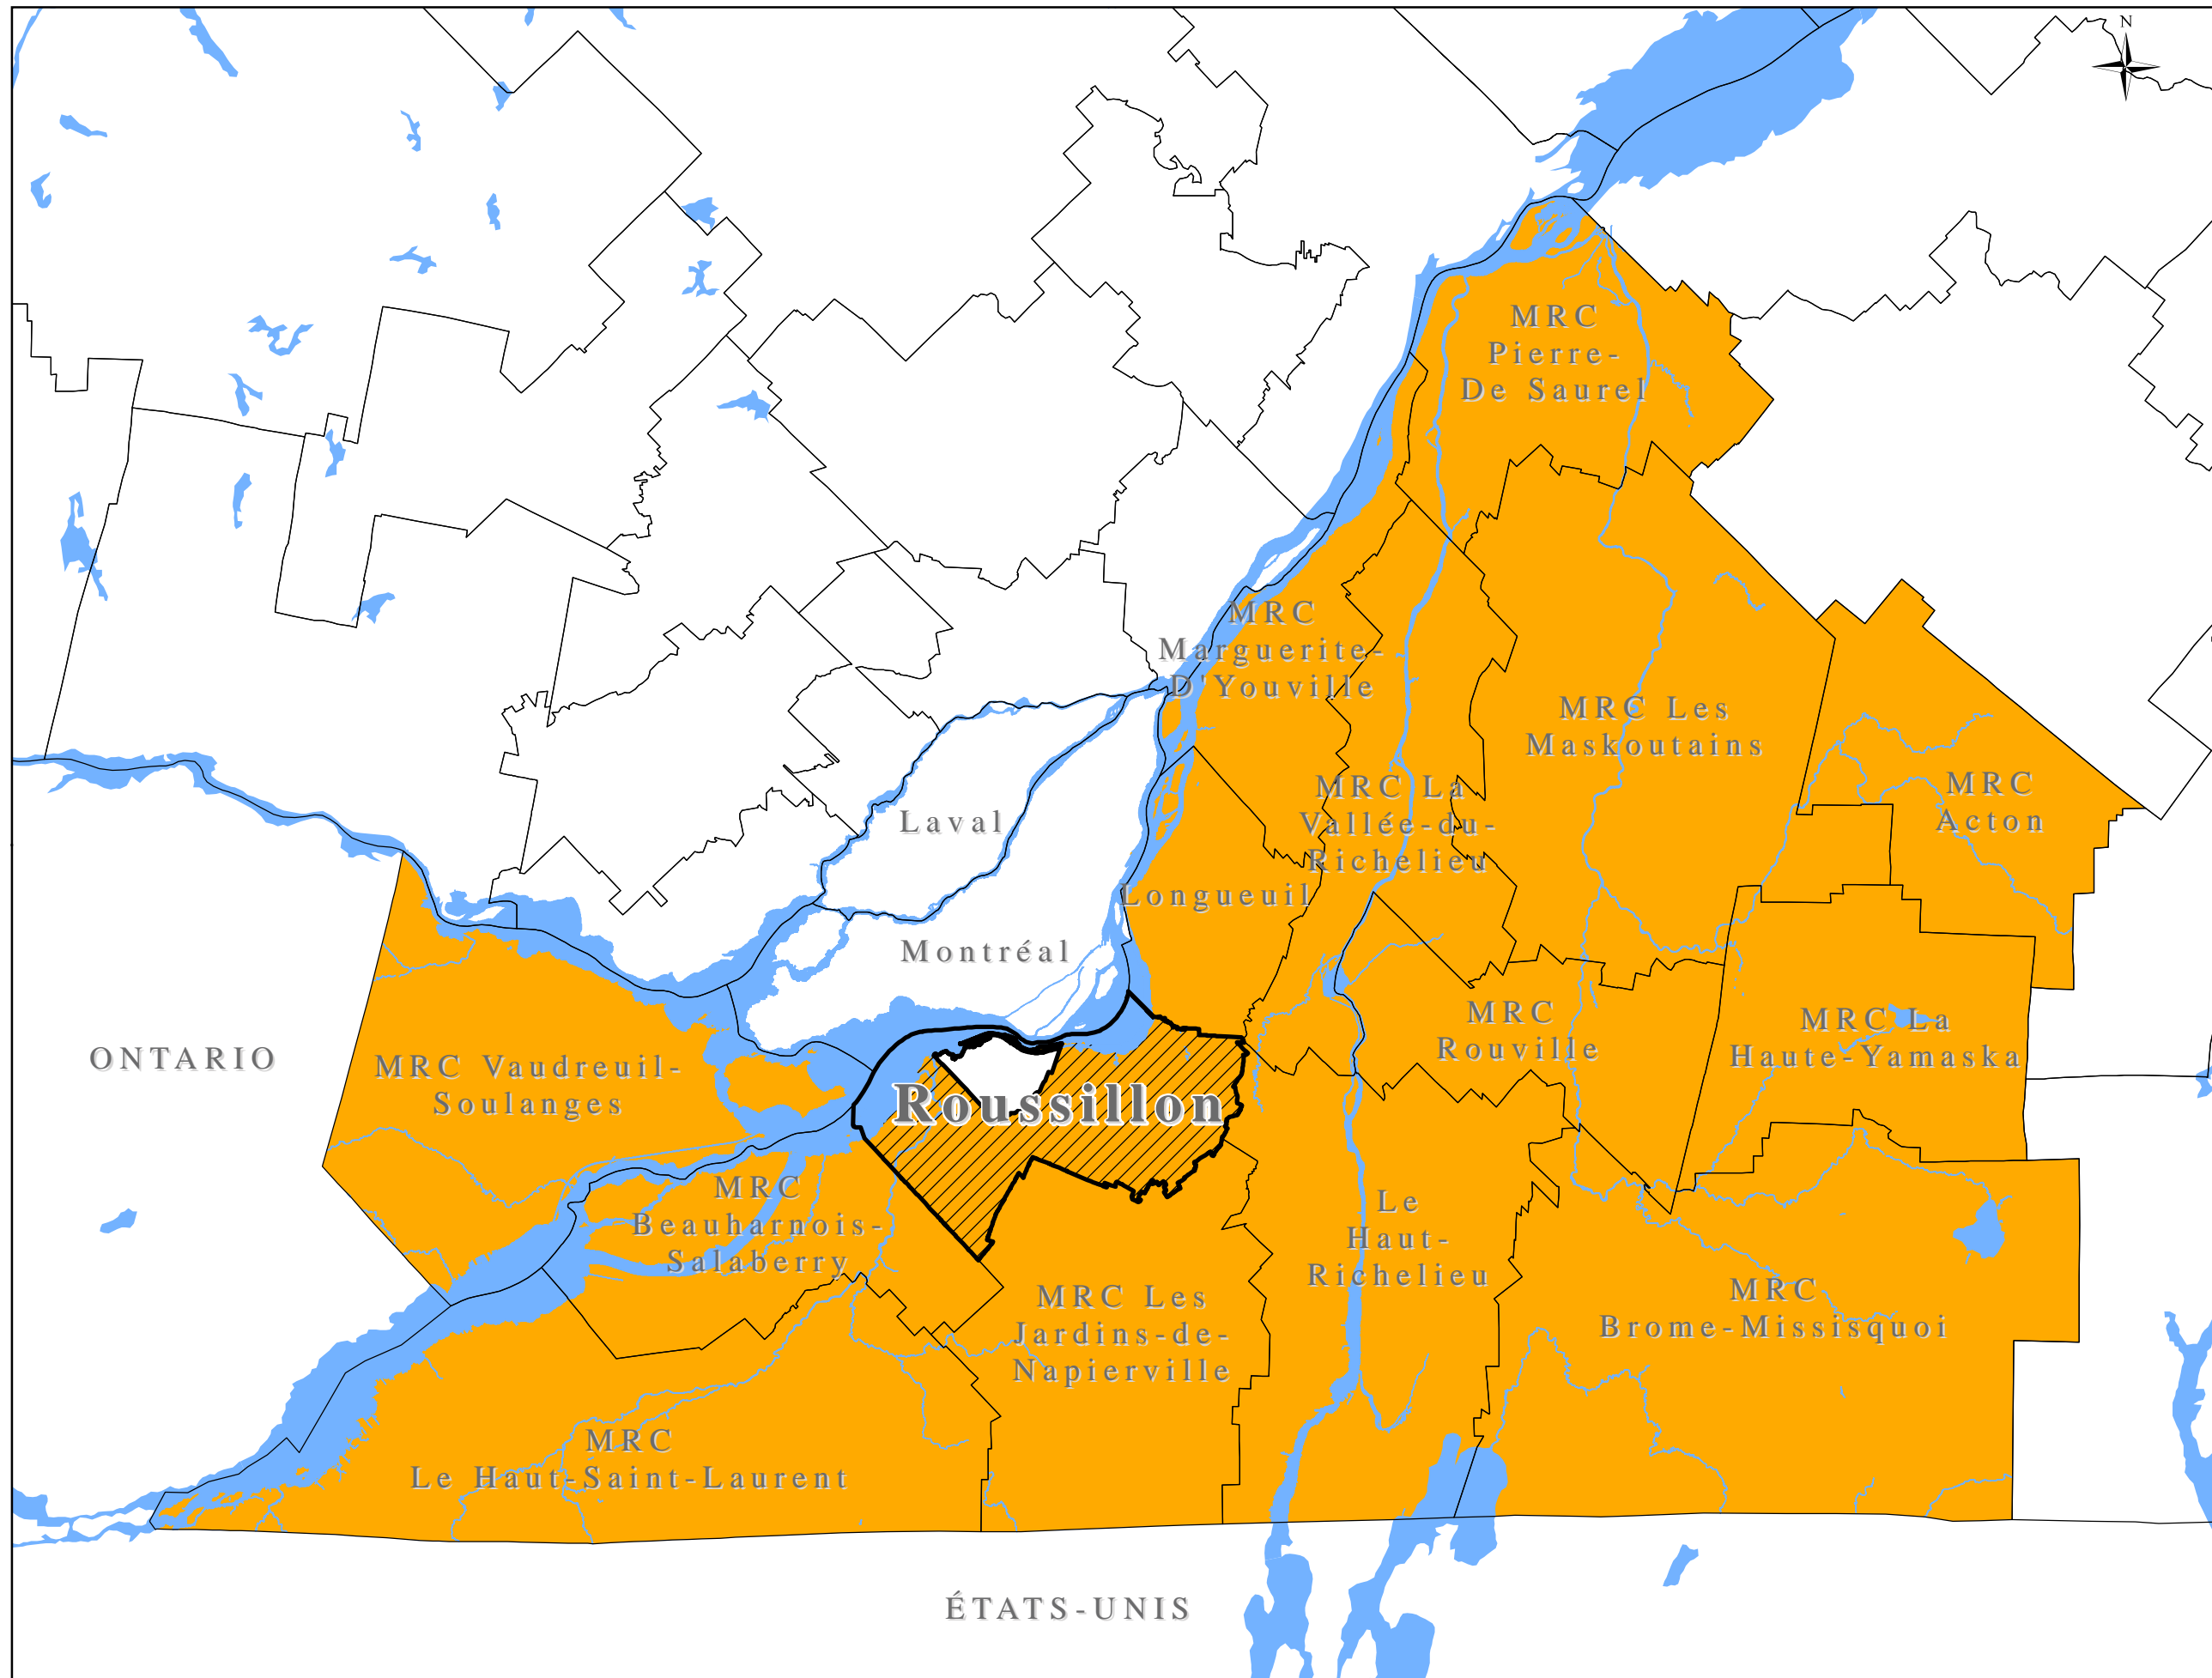 N
MRC
Pierre-
De Saurel
MRC
Marguerite-
D'Youville
MRC Les
Maskoutains
MRC La
Vallée-du-
Richelieu
MRC
Acton
Laval
Longueuil
Montréal
MRC
Rouville
MRC La
Haute-Yamaska
ONTARIO
MRC Vaudreuil-
Soulanges
Roussillon
MRC
Beauharnois-
Salaberry
Le
Haut-
Richelieu
MRC Les
Jardins-de-
Napierville
MRC
Brome-Missisquoi
MRC
Le Haut-Saint-Laurent
ÉTATS-UNIS